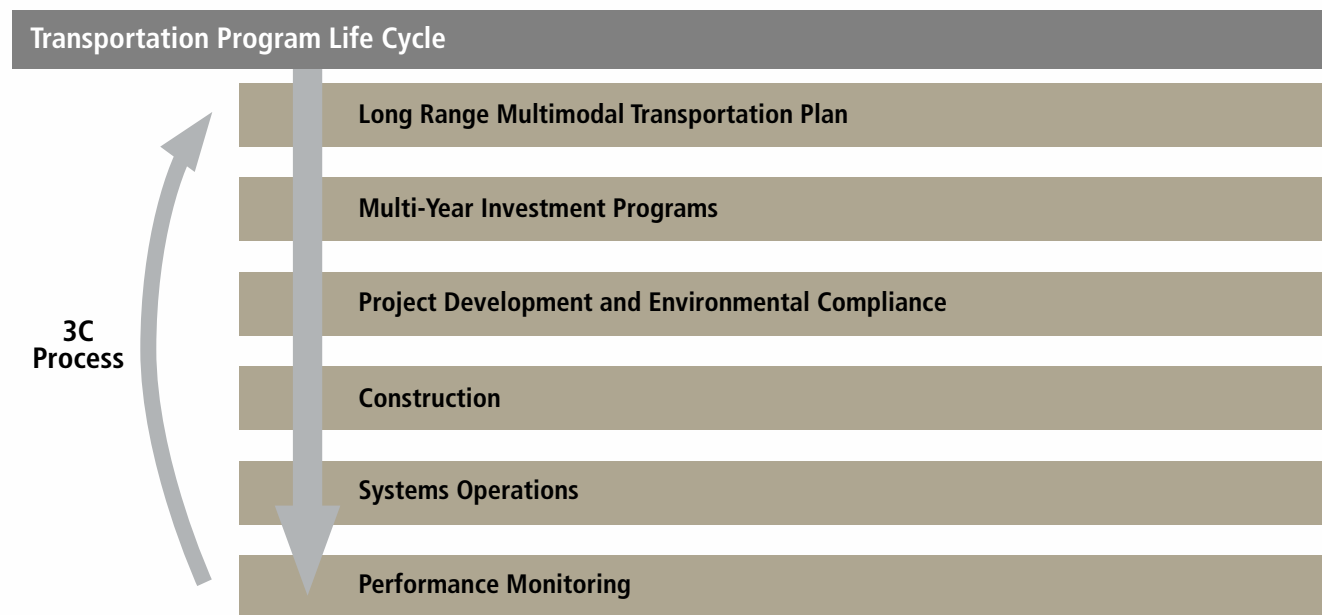 Transportation Program Life Cycle
Long Range Multimodal Transportation Plan
Multi-Year Investment Programs
Project Development and Environmental Compliance
3C
Process
Construction
Systems Operations
Performance Monitoring